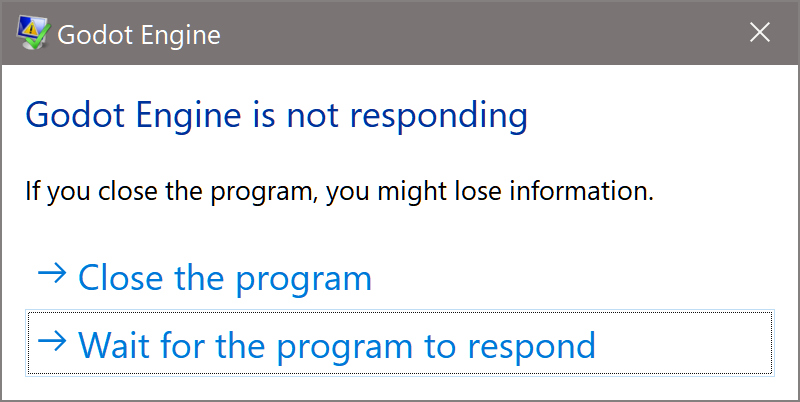 Godot Engine
Godot Engine is not responding
If you close the program, you might lose information.
→ Close the program
→ Wait for the program to respond